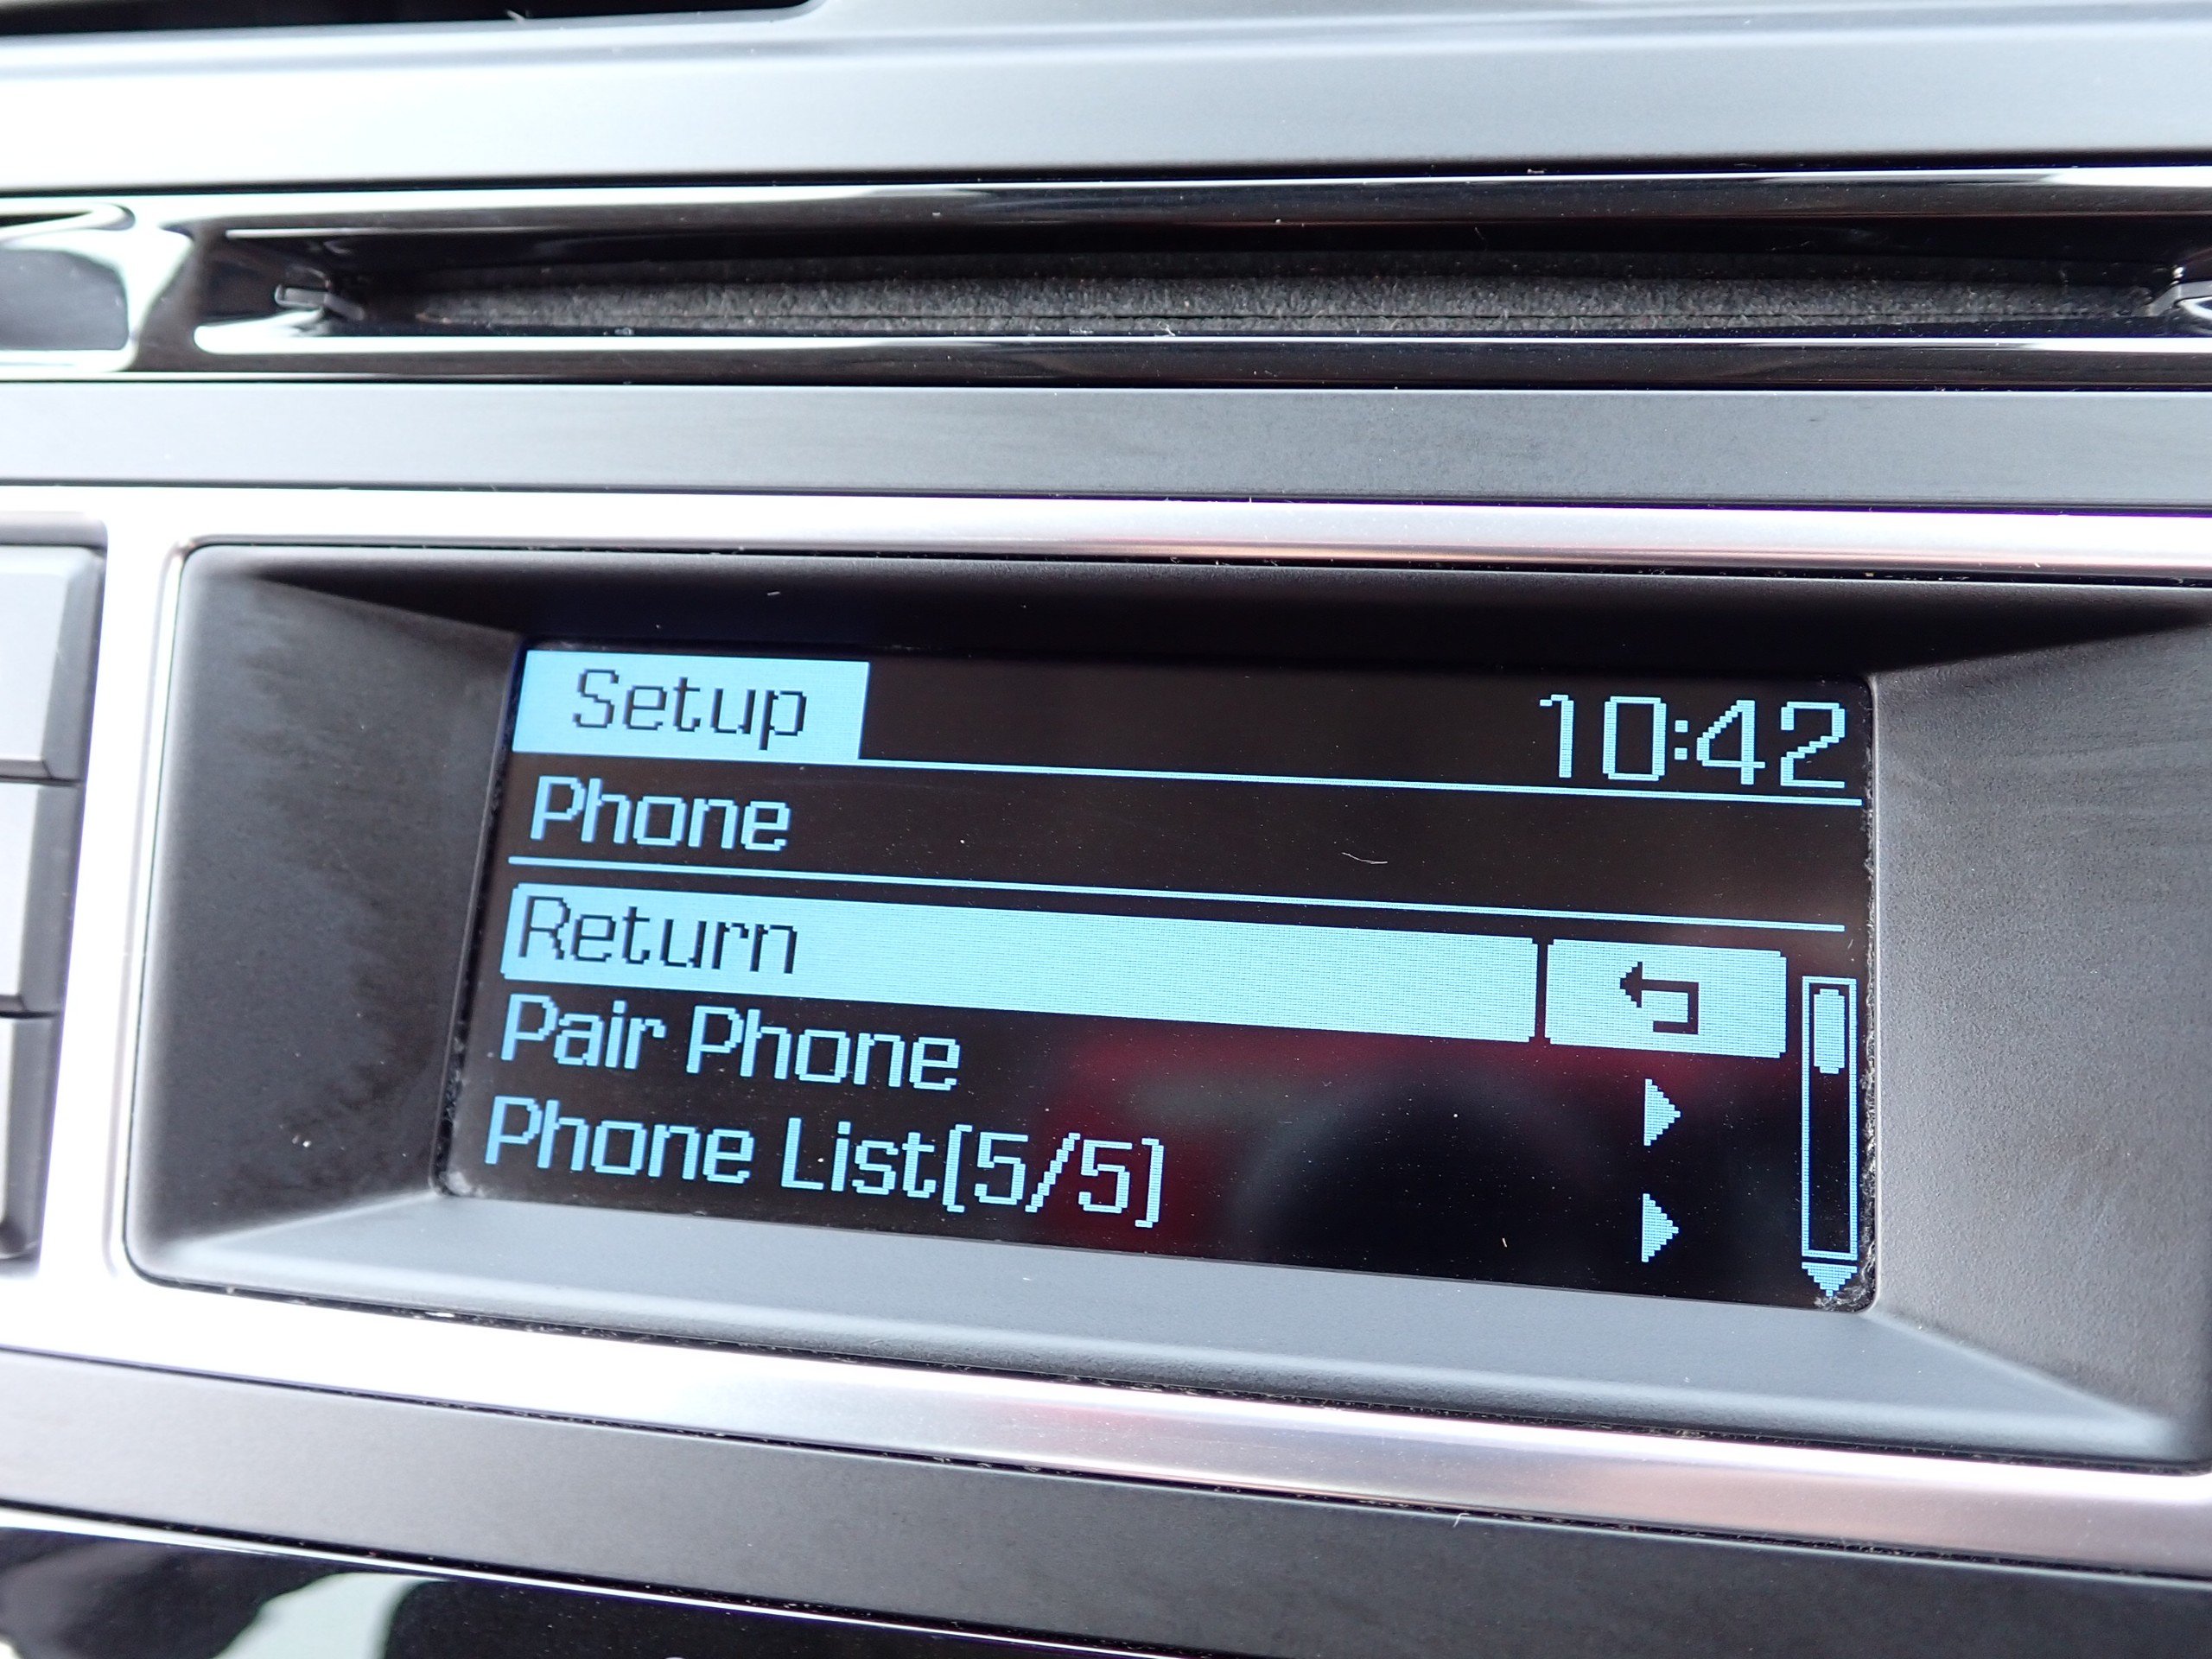 Setup
10:42
Phone
Return
Pair Phone
Phone List[5/5]